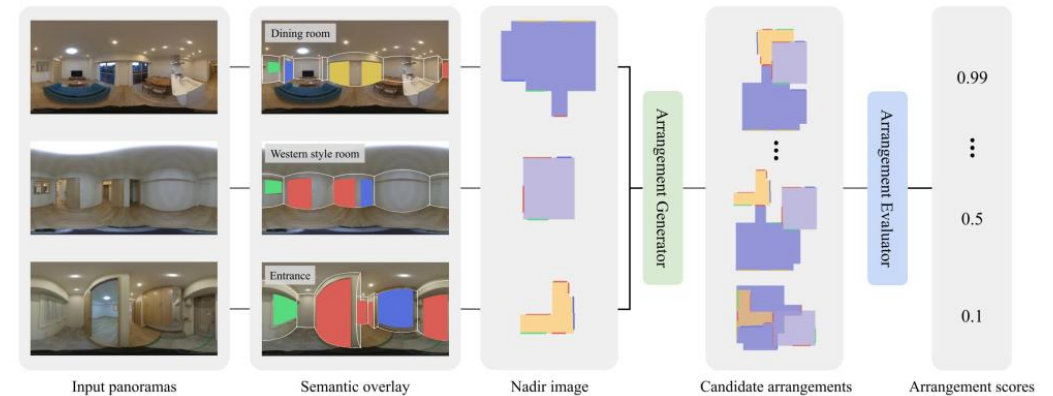 Dining room
Western style room
Entrance
Arrangement Generator
Arrangement Evaluator
0.99
...
...
0.5
0.1
Input panoramas
Semantic overlay
Nadir image
Candidate arrangements
Arrangement scores